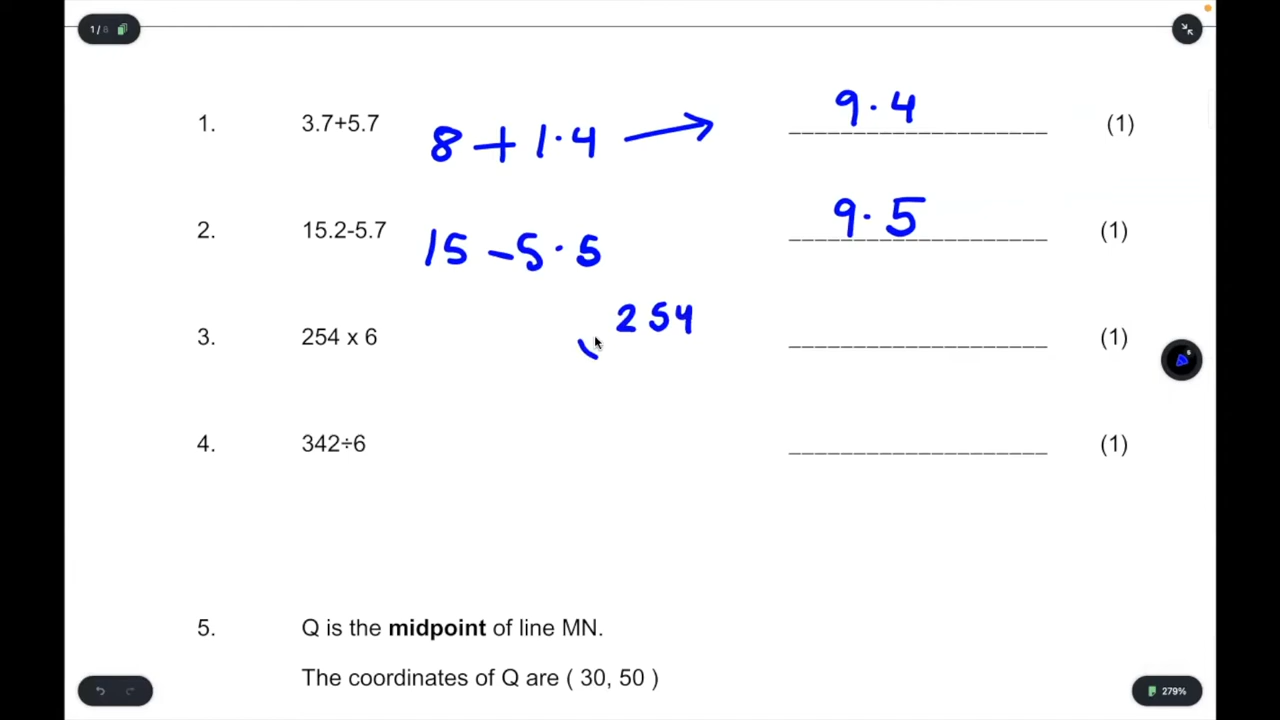 1/6
1. 3.7+5.7 8 + 1.4 → 9.4 (1)
2. 15.2-5.7 15 - 5.5 9.5 (1)
3. 254 x 6 254 (1)
4. 342÷6 (1)
5. Q is the midpoint of line MN.
The coordinates of Q are ( 30, 50 )
279%